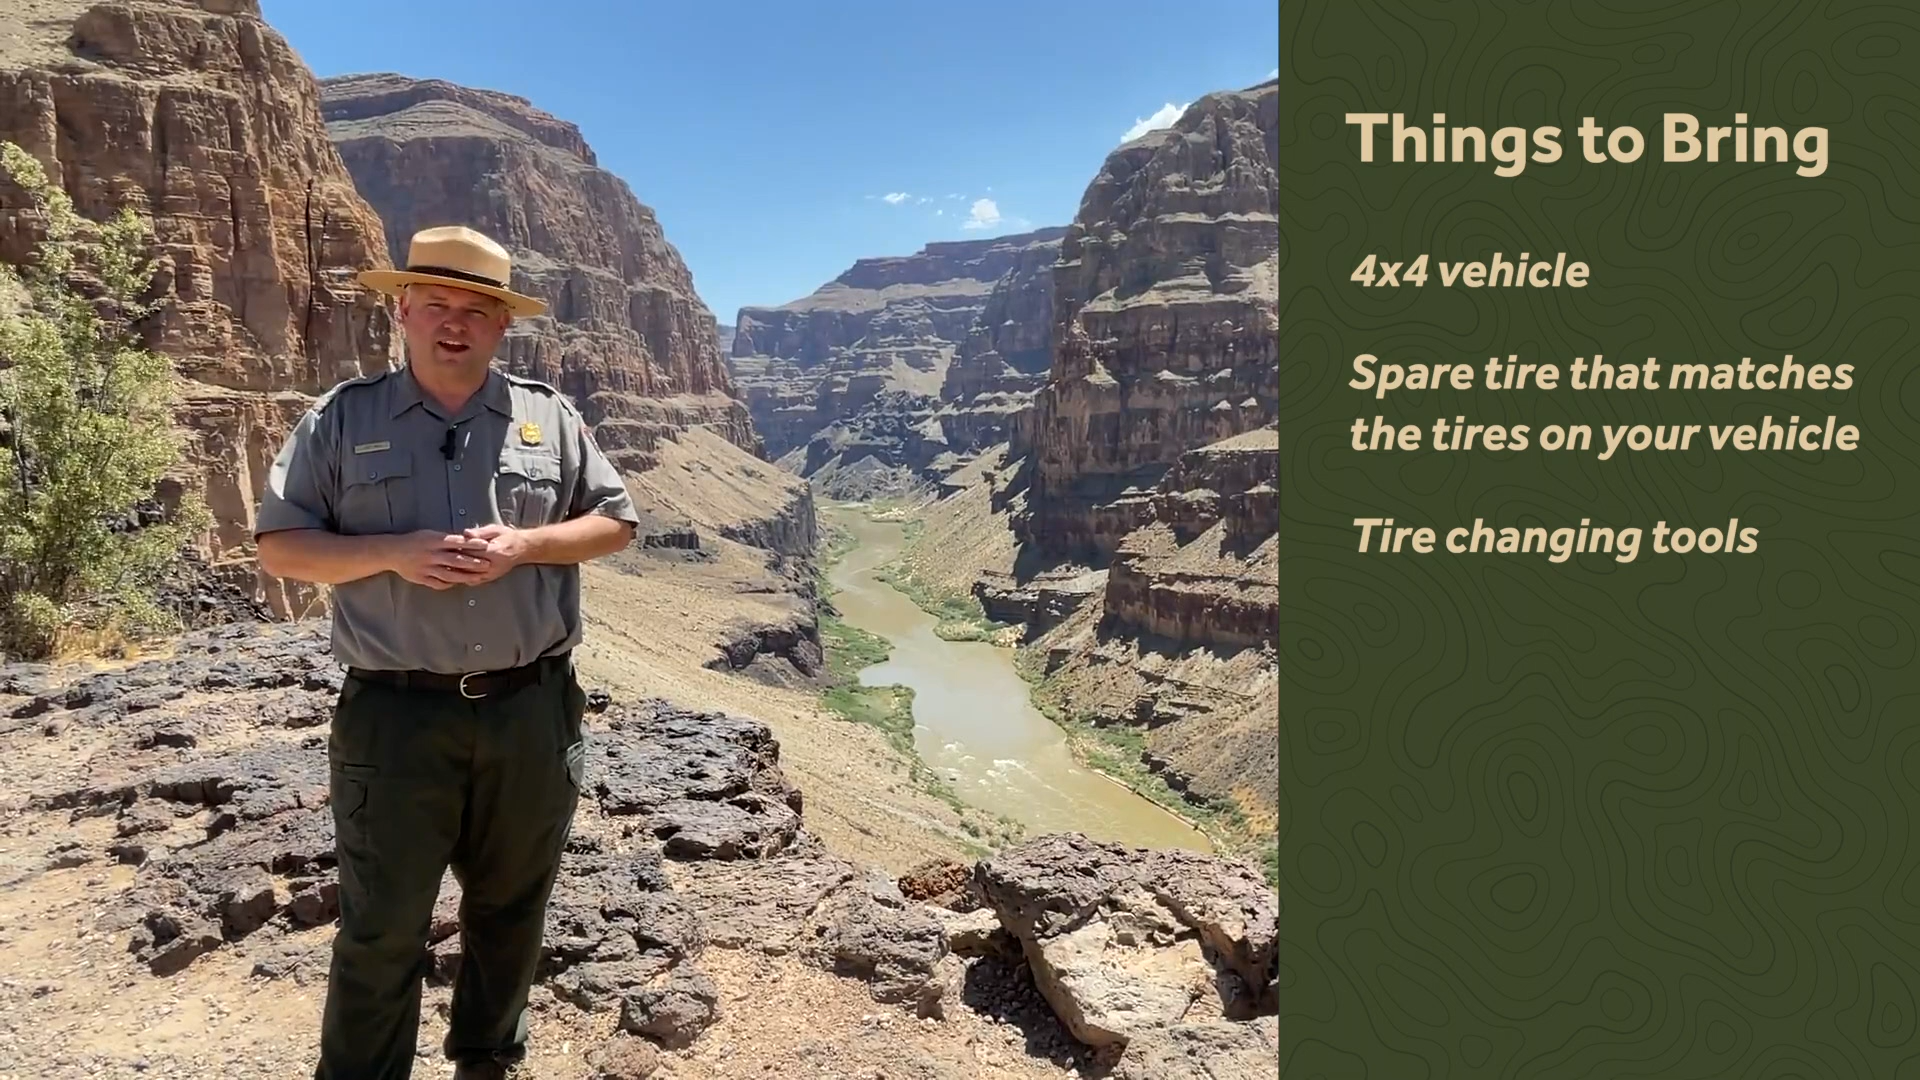 Things to Bring
4x4 vehicle
Spare tire that matches
the tires on your vehicle
Tire changing tools